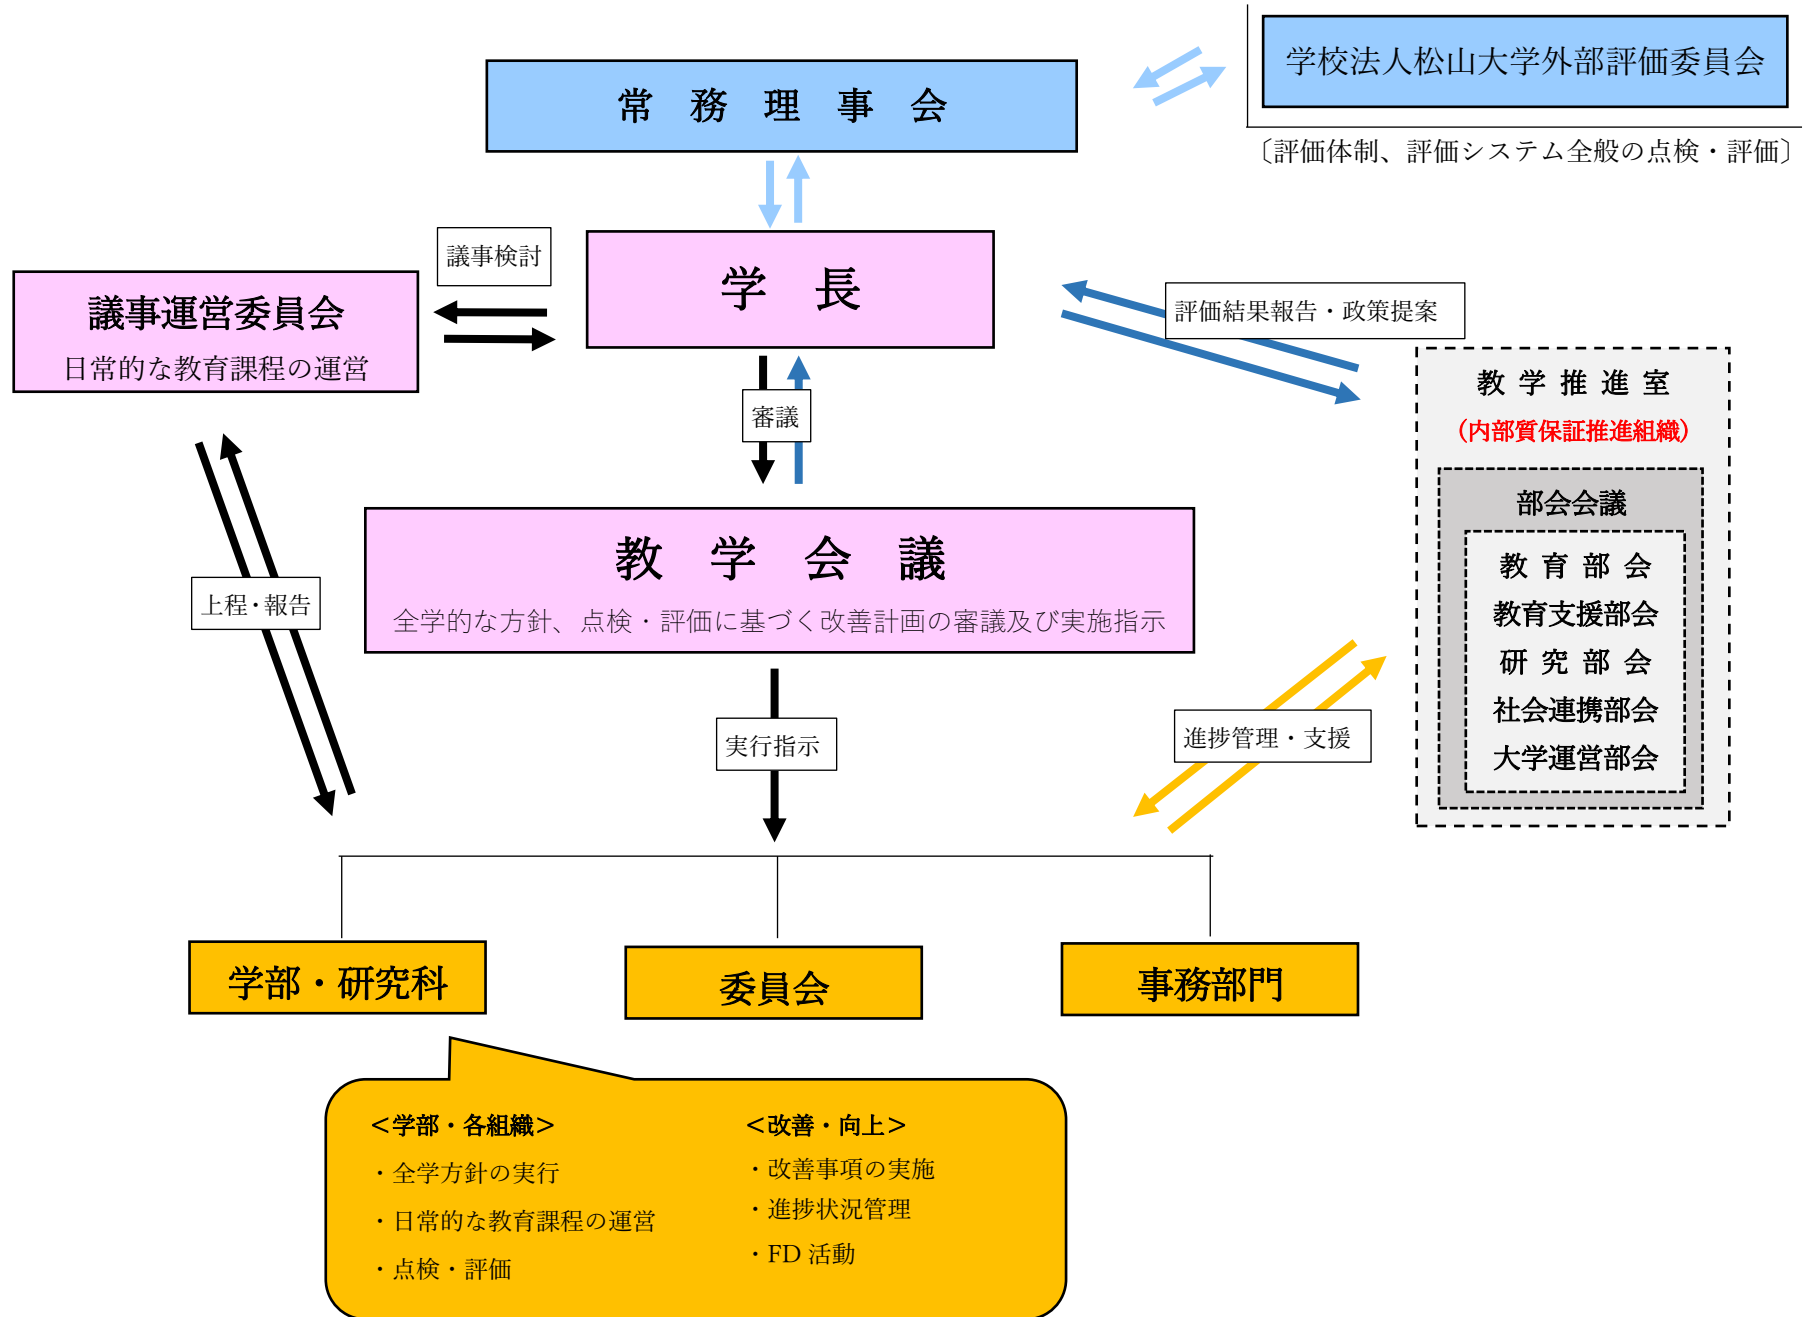 学校法人松山大学外部評価委員会
常務理事会
〔評価体制、評価システム全般の点検・評価〕
議事検討
学長
議事運営委員会
日常的な教育課程の運営
評価結果報告・政策提案
教学推進室
（内部質保証推進組織）
審議
部会会議
教学会議
全学的な方針、点検・評価に基づく改善計画の審議及び実施指示
教育部会
教育支援部会
研究部会
社会連携部会
大学運営部会
上程・報告
実行指示
進捗管理・支援
学部・研究科
委員会
事務部門
＜学部・各組織＞
・全学方針の実行
・日常的な教育課程の運営
・点検・評価
＜改善・向上＞
・改善事項の実施
・進捗状況管理
・FD 活動